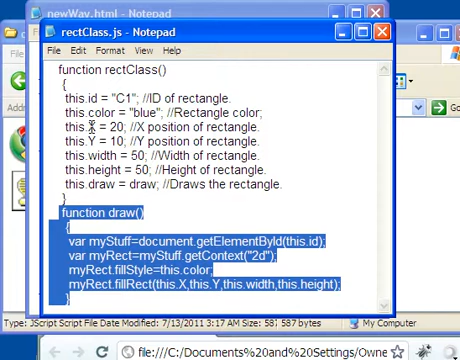 newWay.html - Notepad
rectClass.js - Notepad
File Edit Format View Help
function rectClass()
{
this.id = "C1"; //ID of rectangle.
this.color = "blue"; //Rectangle color;
this.X = 20; //X position of rectangle.
this.Y = 10; //Y position of rectangle.
this.width = 50; //Width of rectangle.
this.height = 50; //Height of rectangle.
this.draw = draw; //Draws the rectangle.
}
function draw()
{
var myStuff=document.getElementById(this.id);
var myRect=myStuff.getContext("2d");
myRect.fillStyle=this.color;
myRect.fillRect(this.X,this.Y,this.width,this.height);
}
Type: JScript Script File Date Modified: 7/13/2011 3:17 AM Size: 587 587 bytes My Computer
file:///C:/Documents%20and%20Settings/Owne